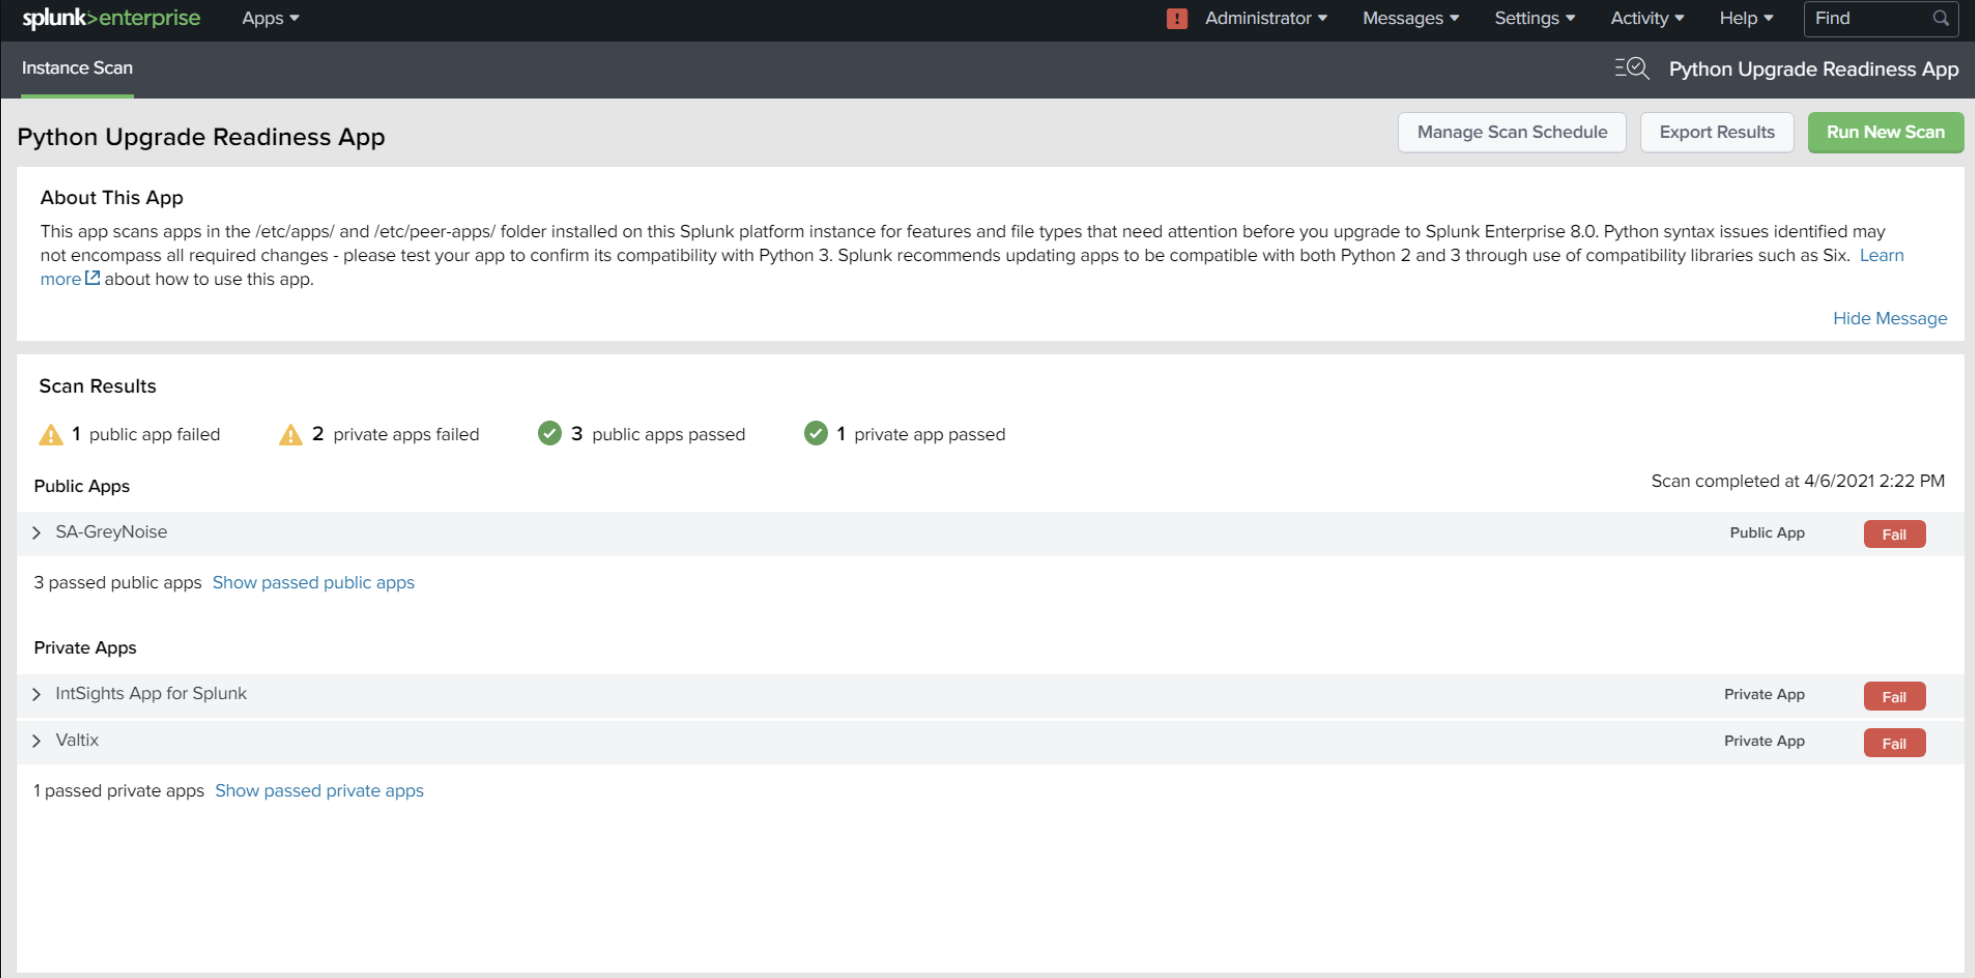 splunk>enterprise Apps Administrator Messages Settings Activity Help Find
Instance Scan Python Upgrade Readiness App
Python Upgrade Readiness App Manage Scan Schedule Export Results Run New Scan
About This App
This app scans apps in the /etc/apps/ and /etc/peer-apps/ folder installed on this Splunk platform instance for features and file types that need attention before you upgrade to Splunk Enterprise 8.0. Python syntax issues identified may
not encompass all required changes - please test your app to confirm its compatibility with Python 3. Splunk recommends updating apps to be compatible with both Python 2 and 3 through use of compatibility libraries such as Six. Learn
more about how to use this app.
Hide Message
Scan Results
1 public app failed 2 private apps failed 3 public apps passed 1 private app passed
Public Apps Scan completed at 4/6/2021 2:22 PM
SA-GreyNoise Public App Fail
3 passed public apps Show passed public apps
Private Apps
IntSights App for Splunk Private App Fail
Valtix Private App Fail
1 passed private apps Show passed private apps